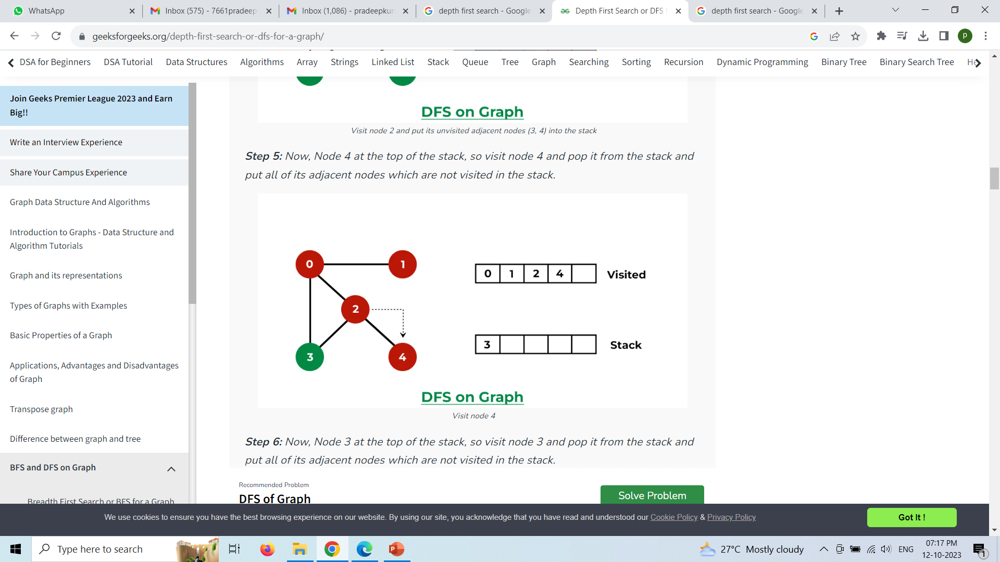 WhatsApp
Inbox (575) - 7661pradeep
Inbox (1,086) - pradeepkur
depth first search - Google
Depth First Search or DFS f
depth first search - Google
geeksforgeeks.org/depth-first-search-or-dfs-for-a-graph/
p
DSA for Beginners DSA Tutorial Data Structures Algorithms Array Strings Linked List Stack Queue Tree Graph Searching Sorting Recursion Dynamic Programming Binary Tree Binary Search Tree He
Join Geeks Premier League 2023 and Earn
Big!!
Write an Interview Experience
Share Your Campus Experience
Graph Data Structure And Algorithms
Introduction to Graphs - Data Structure and
Algorithm Tutorials
Graph and its representations
Types of Graphs with Examples
Basic Properties of a Graph
Applications, Advantages and Disadvantages
of Graph
Transpose graph
Difference between graph and tree
BFS and DFS on Graph
Breadth First Search or BFS for a Graph
DFS on Graph
Visit node 2 and put its unvisited adjacent nodes (3, 4) into the stack
Step 5: Now, Node 4 at the top of the stack, so visit node 4 and pop it from the stack and
put all of its adjacent nodes which are not visited in the stack.
0 1
2
3 4
0 1 2 4 Visited
3 Stack
DFS on Graph
Visit node 4
Step 6: Now, Node 3 at the top of the stack, so visit node 3 and pop it from the stack and
put all of its adjacent nodes which are not visited in the stack.
Recommended Problem
DFS of Graph
Solve Problem
We use cookies to ensure you have the best browsing experience on our website. By using our site, you acknowledge that you have read and understood our Cookie Policy & Privacy Policy
Got It !
Type here to search
27°C Mostly cloudy
ENG
07:17 PM
12-10-2023
1